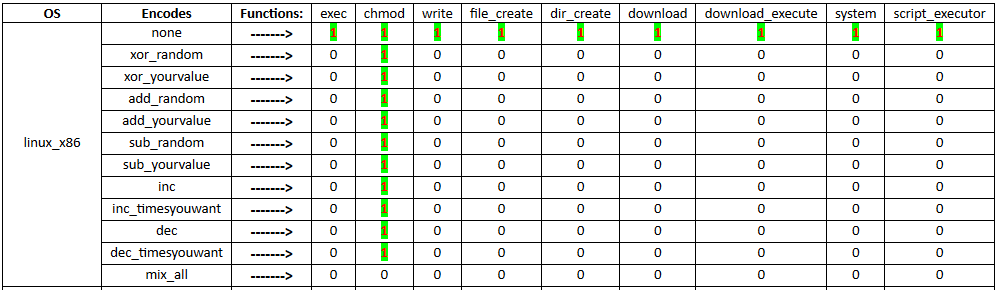 OS Encodes Functions: exec chmod write file_create dir_create download download_execute system script_executor
none -------> 1 1 1 1 1 1 1 1 1
xor_random -------> 0 1 0 0 0 0 0 0 0
xor_yourvalue -------> 0 1 0 0 0 0 0 0 0
add_random -------> 0 1 0 0 0 0 0 0 0
add_yourvalue -------> 0 1 0 0 0 0 0 0 0
linux_x86 sub_random -------> 0 1 0 0 0 0 0 0 0
sub_yourvalue -------> 0 1 0 0 0 0 0 0 0
inc -------> 0 1 0 0 0 0 0 0 0
inc_timesyouwant -------> 0 1 0 0 0 0 0 0 0
dec -------> 0 1 0 0 0 0 0 0 0
dec_timesyouwant -------> 0 1 0 0 0 0 0 0 0
mix_all -------> 0 0 0 0 0 0 0 0 0